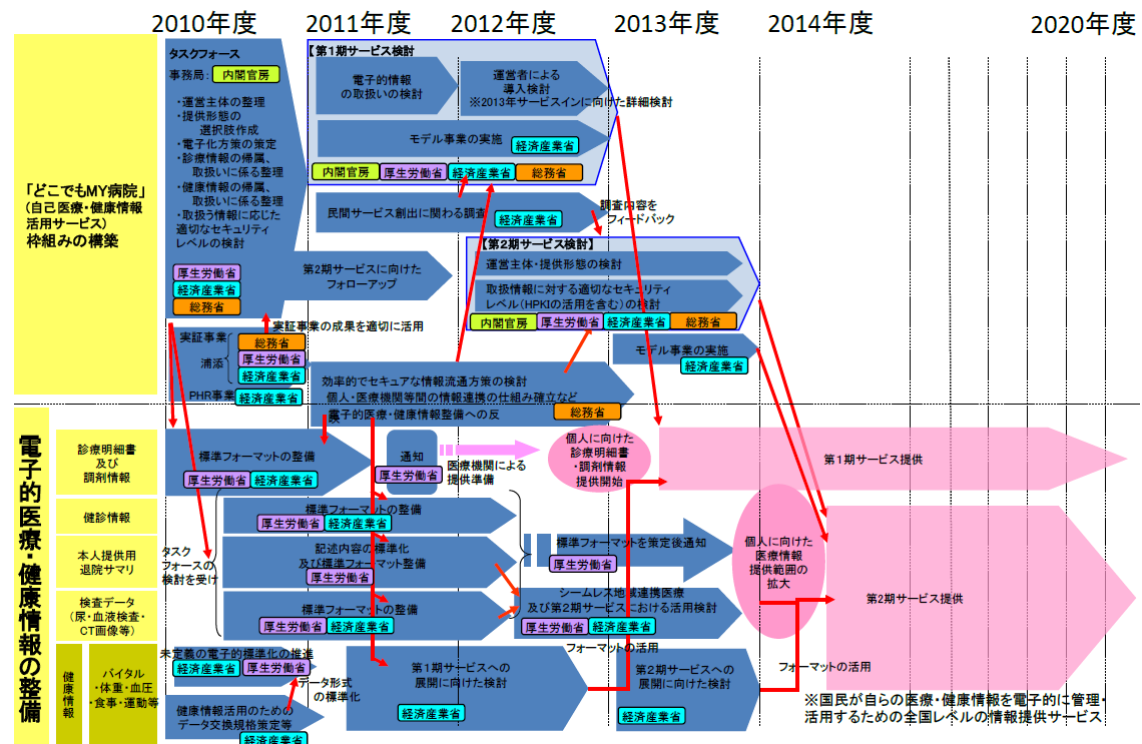 2010年度
2011年度
2012年度
2013年度
2014年度
2020年度
「どこでもMY病院」
(自己医療・健康情報
活用サービス)
枠組みの構築
タスクフォース
事務局:
内閣官房
・運営主体の整理
・提供形態の
選択肢作成
・電子化方策の策定
・診療情報の帰属、
取扱いに係る整理
・健康情報の帰属、
取扱いに係る整理
・取扱う情報に応じた
適切なセキュリティ
レベルの検討
厚生労働省
経済産業省
総務省
【第1期サービス検討
電子的情報
の取扱いの検討
運営者による
導入検討
※2013年サービスインに向けた詳細検討
モデル事業の実施
経済産業省
内閣官房
厚生労働省
経済産業省
総務省
民間サービス創出に関わる調査
経済産業省
調査内容を
フィードバック
第2期サービスに向けた
フォローアップ
【第2期サービス検討】
運営主体・提供形態の検討
取扱情報に対する適切なセキュリティ
レベル(HPKIの活用を含む)の検討
内閣官房
厚生労働省
経済産業省
総務省
実証事業の成果を適切に活用
実証事業
浦添
総務省
厚生労働省
経済産業省
PHR事業
経済産業省
モデル事業の実施
経済産業省
効率的でセキュアな情報流通方策の検討
個人・医療機関等間の情報連携の仕組み確立など
電子的医療・健康情報整備への反
映
総務省
電子的医療・健康情報の整備
診療明細書
及び
調剤情報
標準フォーマットの整備
厚生労働省
経済産業省
通知
厚生労働省
医療機関による
提供準備
個人に向けた
診療明細書
・調剤情報
提供開始
第1期サービス提供
健診情報
標準フォーマットの整備
厚生労働省
経済産業省
本人提供用
退院サマリ
タスク
フォースの
検討を受け
記述内容の標準化
及び標準フォーマット整備
厚生労働省
標準フォーマットを策定後通知
厚生労働省
個人に向けた
医療情報
提供範囲の
拡大
検査データ
(尿・血液検査・
CT画像等)
標準フォーマットの整備
厚生労働省
経済産業省
シームレス地域連携医療
及び第2期サービスにおける活用検討
厚生労働省
経済産業省
第2期サービス提供
健康情報
バイタル
・体重・血圧
・食事・運動等
未定義の電子的標準化の推進
経済産業省
厚生労働省
データ形式
の標準化
健康情報活用のための
データ交換規格策定等
経済産業省
第1期サービスへの
展開に向けた検討
経済産業省
フォーマットの活用
第2期サービスへの
展開に向けた検討
経済産業省
フォーマットの活用
※国民が自らの医療・健康情報を電子的に管理・
活用するための全国レベルの情報提供サービス